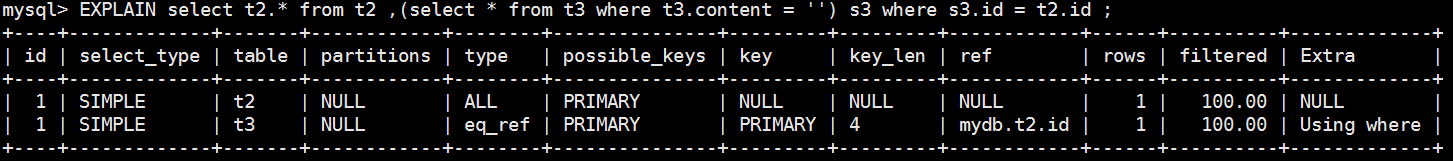 mysql> EXPLAIN select t2.* from t2 ,(select * from t3 where t3.content = '') s3 where s3.id = t2.id ;
+----+-------------+-------+------------+--------+---------------+---------+---------+------------+------+----------+-------------+
| id | select_type | table | partitions | type   | possible_keys | key     | key_len | ref        | rows | filtered | Extra       |
+----+-------------+-------+------------+--------+---------------+---------+---------+------------+------+----------+-------------+
|  1 | SIMPLE      | t2    | NULL       | ALL    | PRIMARY       | NULL    | NULL    | NULL       |    1 |   100.00 | NULL        |
|  1 | SIMPLE      | t3    | NULL       | eq_ref | PRIMARY       | PRIMARY | 4       | mydb.t2.id |    1 |   100.00 | Using where |
+----+-------------+-------+------------+--------+---------------+---------+---------+------------+------+----------+-------------+